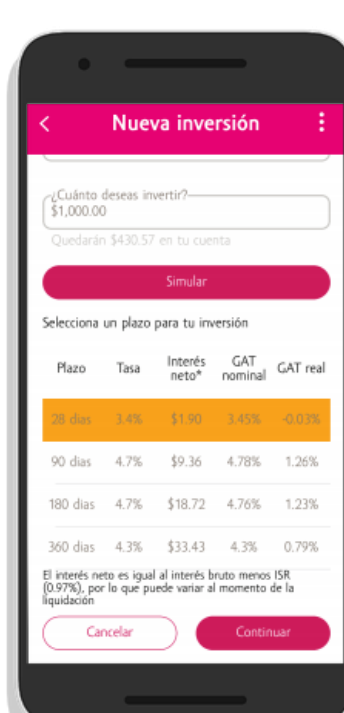 Nueva inversión
¿Cuánto deseas invertir?
$1,000.00
Quedarán $430.57 en tu cuenta
Simular
Selecciona un plazo para tu inversión
Plazo Tasa Interés neto* GAT nominal GAT real
28 dias 3.4% $1.90 3.45% -0.03%
90 dias 4.7% $9.36 4.78% 1.26%
180 dias 4.7% $18.72 4.76% 1.23%
360 dias 4.3% $33.43 4.3% 0.79%
El interés neto es igual al interés bruto menos ISR
(0.97%), por lo que puede variar al momento de la
liquidación
Cancelar Continuar